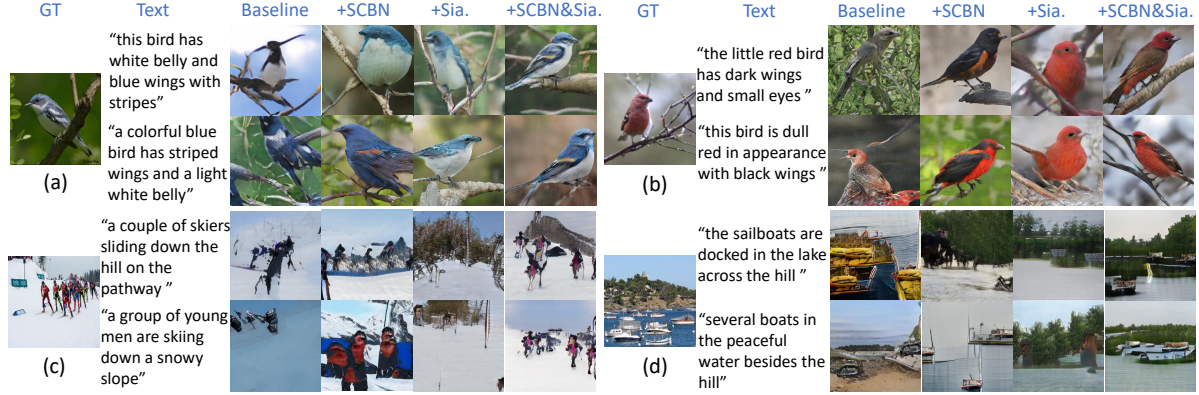 GT Text Baseline +SCBN +Sia. +SCBN&Sia.
“this bird has
white belly and
blue wings with
stripes”
“a colorful blue
bird has striped
wings and a light
white belly”
(a)
GT Text Baseline +SCBN +Sia. +SCBN&Sia.
“the little red bird
has dark wings
and small eyes ”
“this bird is dull
red in appearance
with black wings ”
(b)
“a couple of skiers
sliding down the
hill on the
pathway ”
“a group of young
men are skiing
down a snowy
slope”
(c)
“the sailboats are
docked in the lake
across the hill ”
“several boats in
the peaceful
water besides the
hill”
(d)